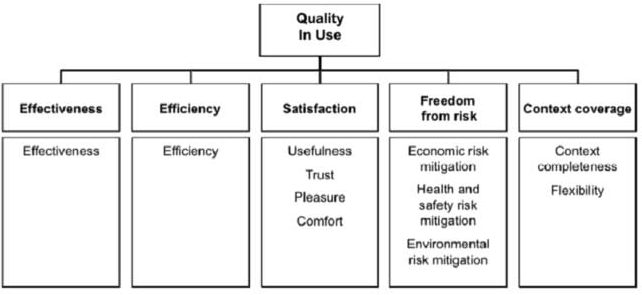 Quality
In Use
Effectiveness
Efficiency
Satisfaction
Freedom
from risk
Context coverage
Effectiveness
Efficiency
Usefulness
Trust
Pleasure
Comfort
Economic risk
mitigation
Health and
safety risk
mitigation
Environmental
risk mitigation
Context
completeness
Flexibility